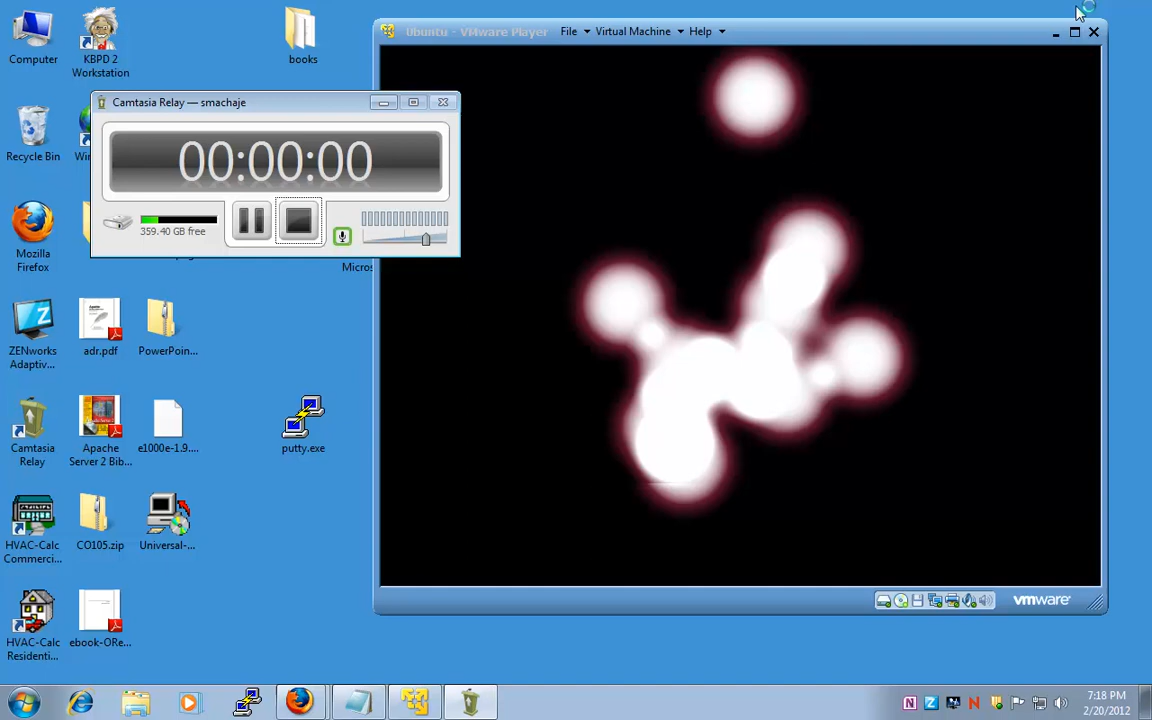 Computer
KBPD 2
Workstation
books
Ubuntu - VMware Player
File
Virtual Machine
Help
Camtasia Relay — smachaje
00:00:00
359.40 GB free
Recycle Bin
Mozilla
Firefox
Micros
ZENworks
Adaptiv...
adr.pdf
PowerPoin...
Camtasia
Relay
Apache
Server 2 Bib...
e1000e-1.9....
putty.exe
HVAC-Calc
Commerci...
CO105.zip
Universal-...
HVAC-Calc
Residenti...
ebook-ORe...
vmware
7:18 PM
2/20/2012